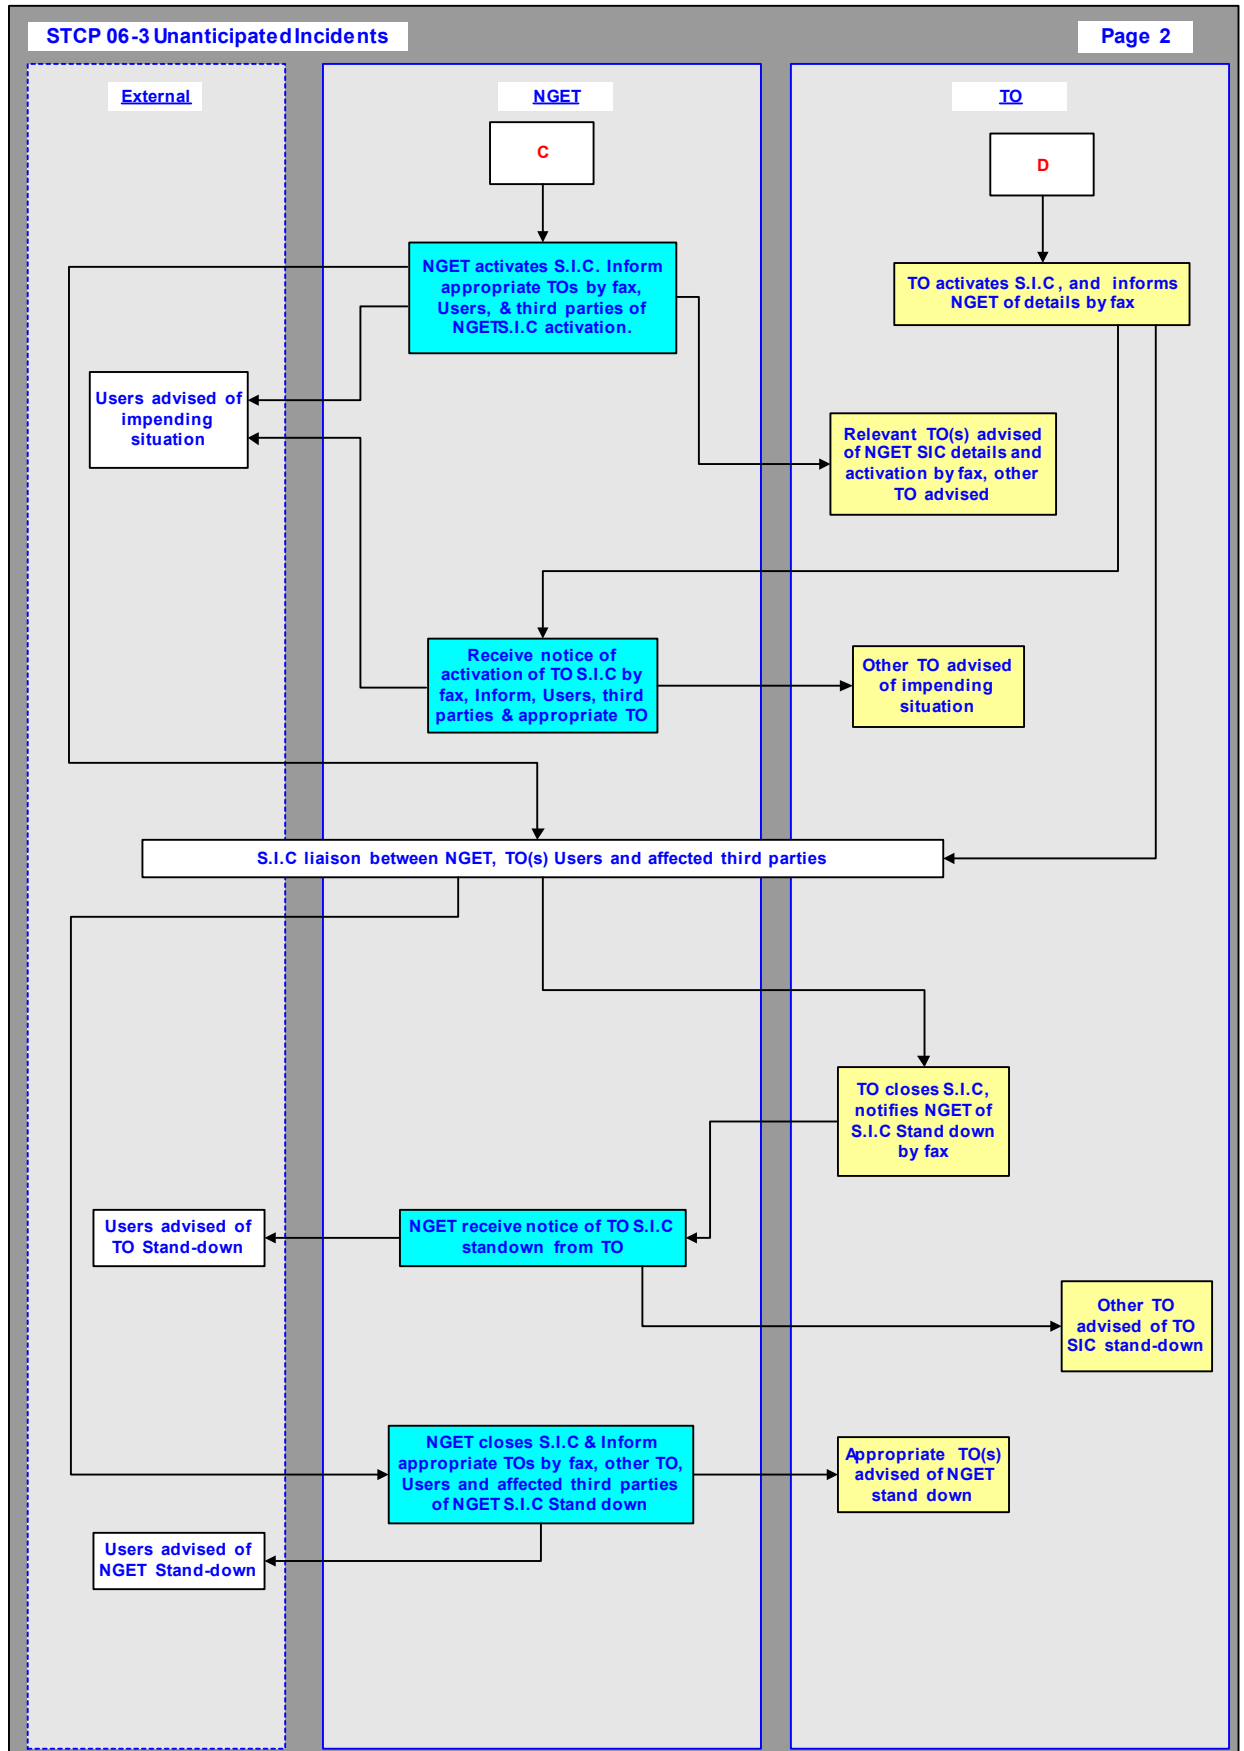 STCP 06-3 Unanticipated Incidents
Page 2
External
NGET
TO
C
D
NGET activates S.I.C. Inform
appropriate TOs by fax,
Users, & third parties of
NGETS.I.C activation.
TO activates S.I.C, and informs
NGET of details by fax
Users advised of
impending
situation
Relevant TO(s) advised
of NGET SIC details and
activation by fax, other
TO advised
Receive notice of
activation of TO S.I.C by
fax, Inform, Users, third
parties & appropriate TO
Other TO advised
of impending
situation
S.I.C liaison between NGET, TO(s) Users and affected third parties
TO closes S.I.C,
notifies NGET of
S.I.C Stand down
by fax
Users advised of
TO Stand-down
NGET receive notice of TO S.I.C
standown from TO
Other TO
advised of TO
SIC stand-down
NGET closes S.I.C & Inform
appropriate TOs by fax, other TO,
Users and affected third parties
of NGET S.I.C Stand down
Appropriate TO(s)
advised of NGET
stand down
Users advised of
NGET Stand-down